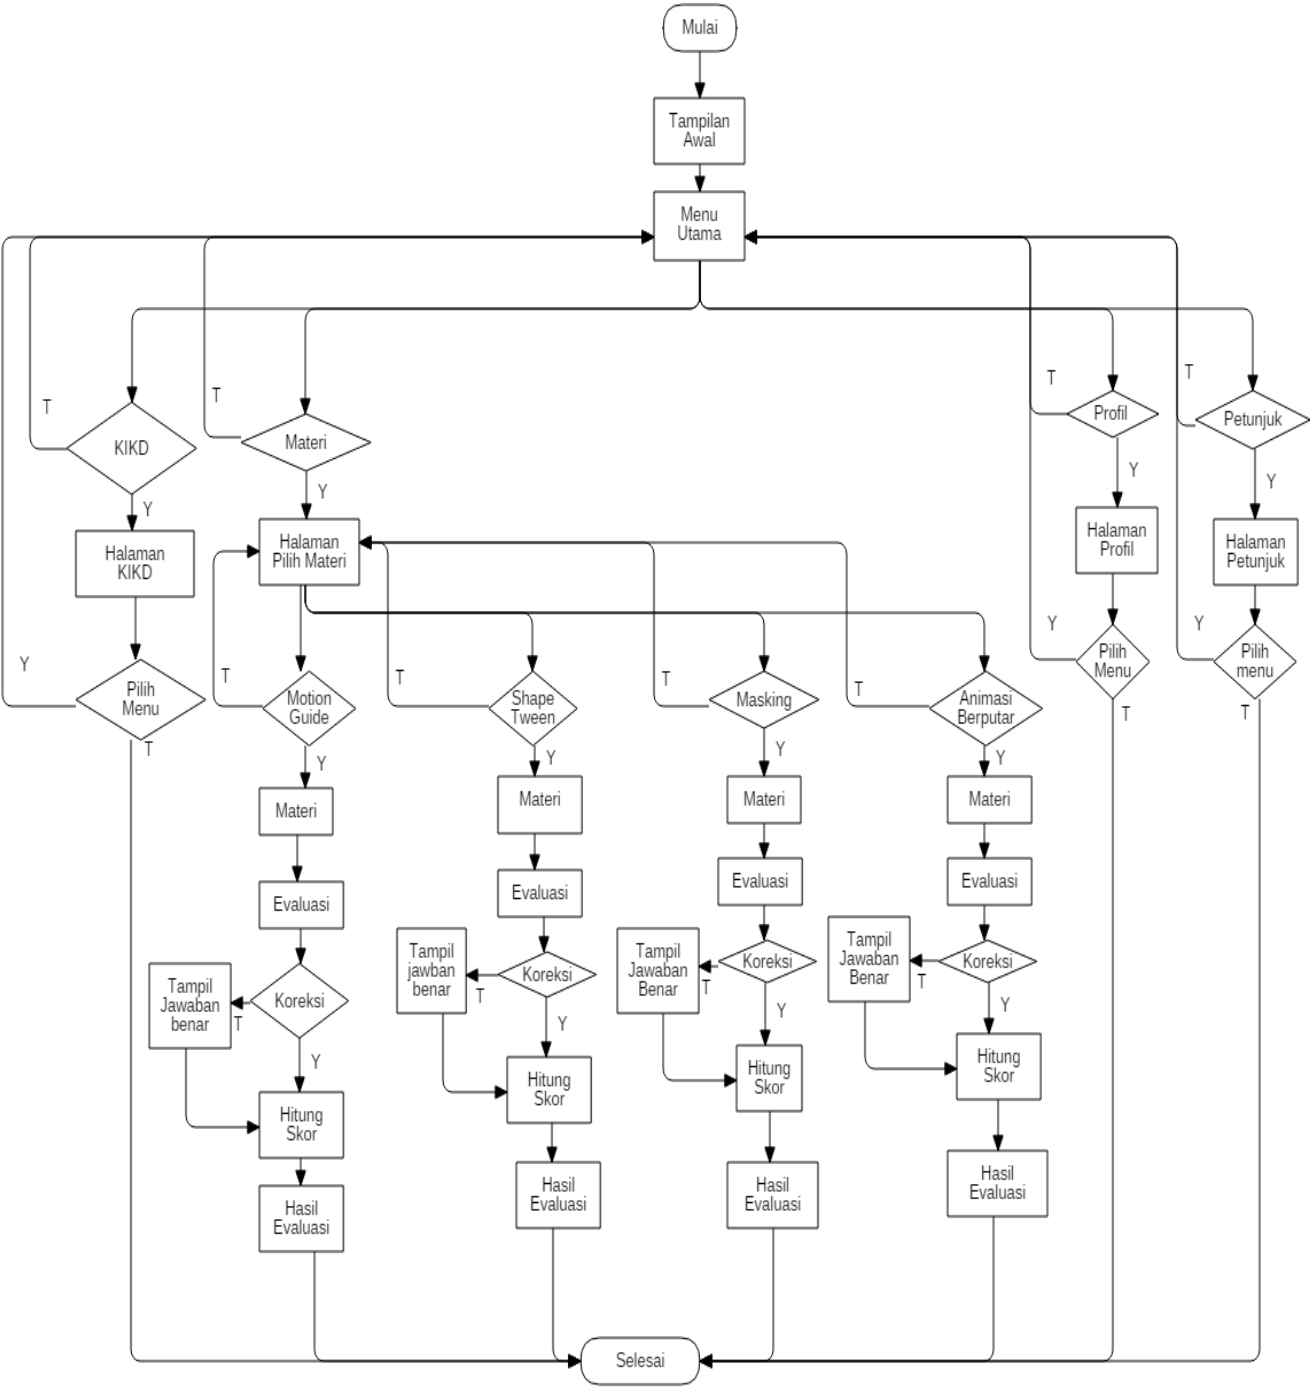 Mulai
Tampilan
Awal
Menu
Utama
T
T
T
T
KIKD
Materi
Profil
Petunjuk
Y
Y
Y
Y
Halaman
KIKD
Halaman
Pilih Materi
Halaman
Profil
Halaman
Petunjuk
Y
Y
Y
Pilih
Menu
T
Pilih
Menu
T
Pilih
menu
T
T
Motion
Guide
T
Shape
Tween
T
Masking
T
Animasi
Berputar
Y
Y
Y
Y
Materi
Materi
Materi
Materi
Evaluasi
Evaluasi
Evaluasi
Evaluasi
Tampil
Jawaban
benar
T
Koreksi
Tampil
jawban
benar
T
Koreksi
Tampil
Jawaban
Benar
T
Koreksi
Tampil
Jawaban
Benar
T
Koreksi
Y
Y
Y
Y
Hitung
Skor
Hitung
Skor
Hitung
Skor
Hitung
Skor
Hasil
Evaluasi
Hasil
Evaluasi
Hasil
Evaluasi
Hasil
Evaluasi
Selesai